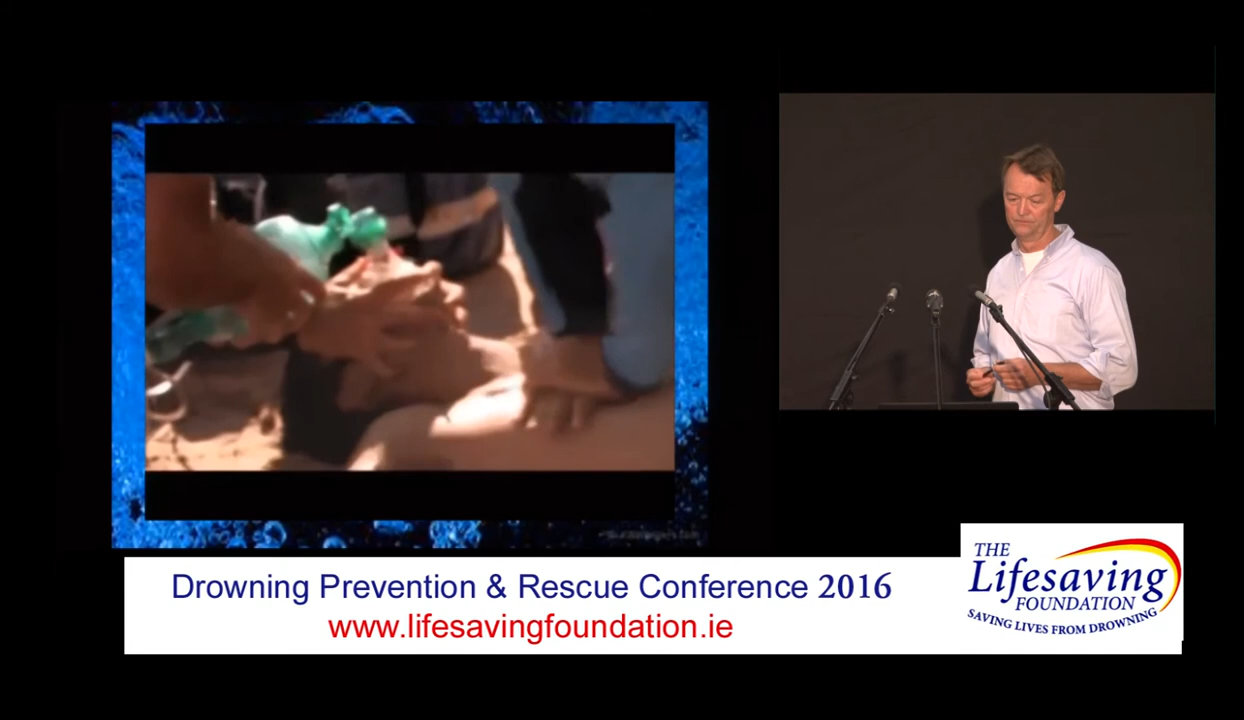 Drowning Prevention & Rescue Conference 2016
www.lifesavingfoundation.ie
THE
Lifesaving
FOUNDATION
SAVING LIVES FROM DROWNING